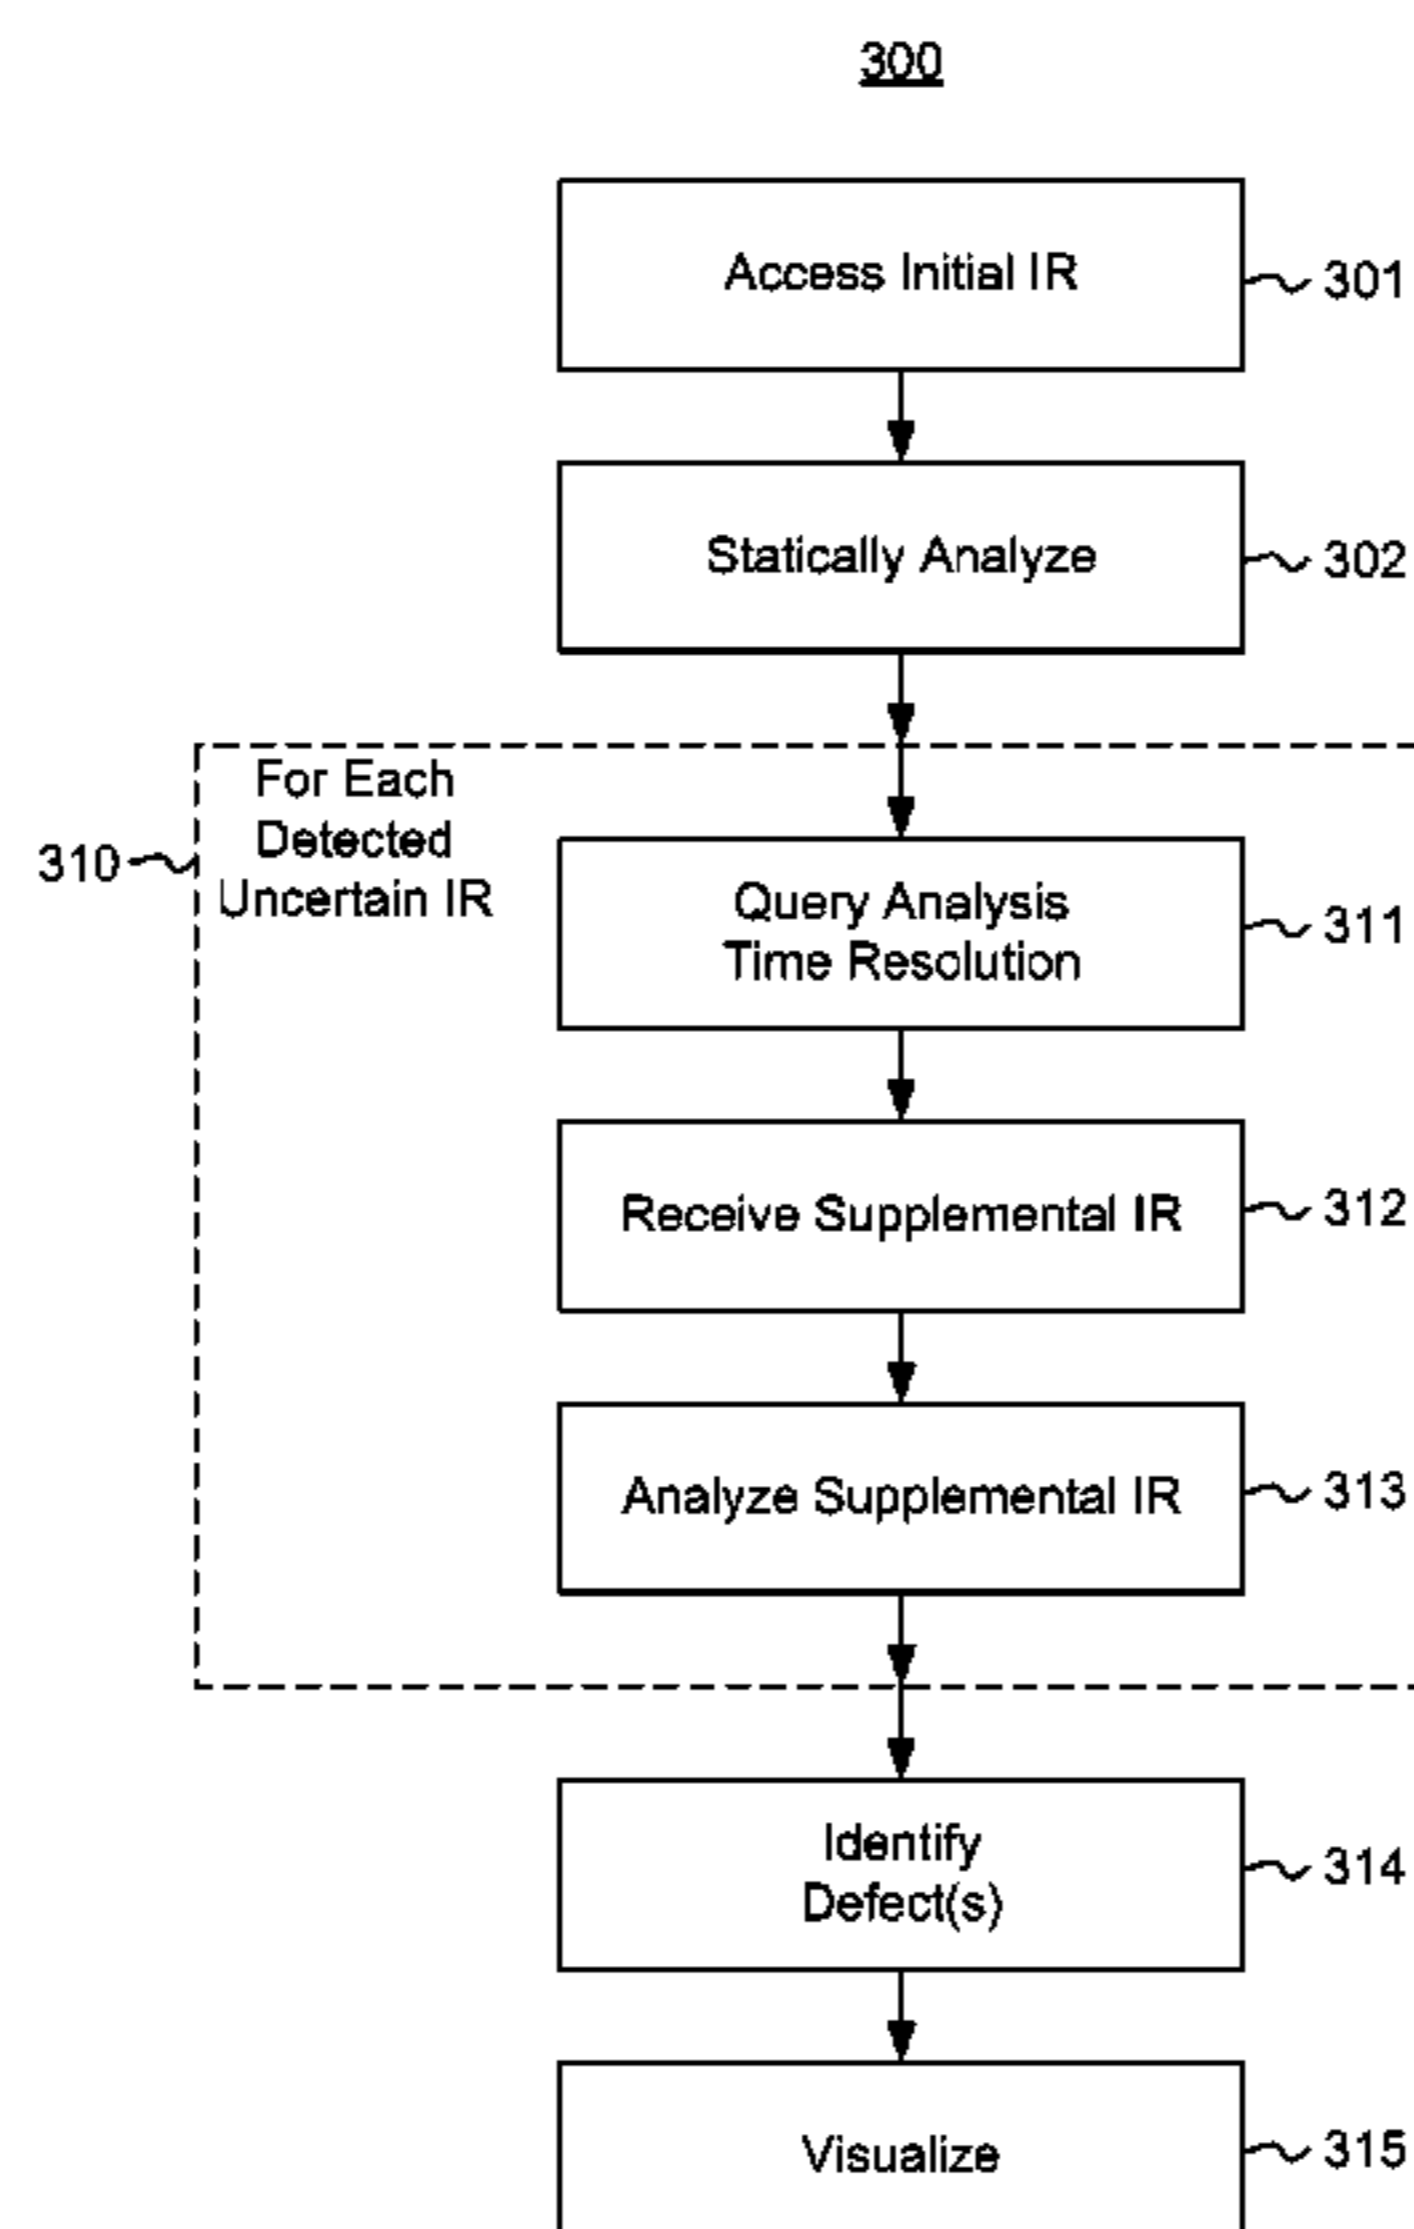 300
Access Initial IR
301
Statically Analyze
302
For Each
Detected
Uncertain IR
310
Query Analysis
Time Resolution
311
Receive Supplemental IR
312
Analyze Supplemental IR
313
Identify
Defect(s)
314
Visualize
315